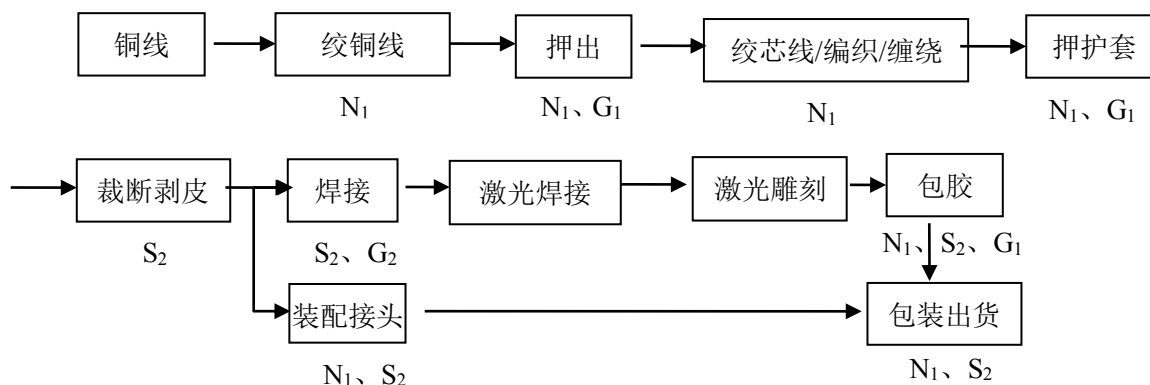 铜线 绞铜线 押出 绞芯线/编织/缠绕 押护套
N₁ N₁、G₁ N₁ N₁、G₁
裁断剥皮 焊接 激光焊接 激光雕刻 包胶
S₂ S₂、G₂ N₁、S₂、G₁
装配接头 包装出货
N₁、S₂ N₁、S₂